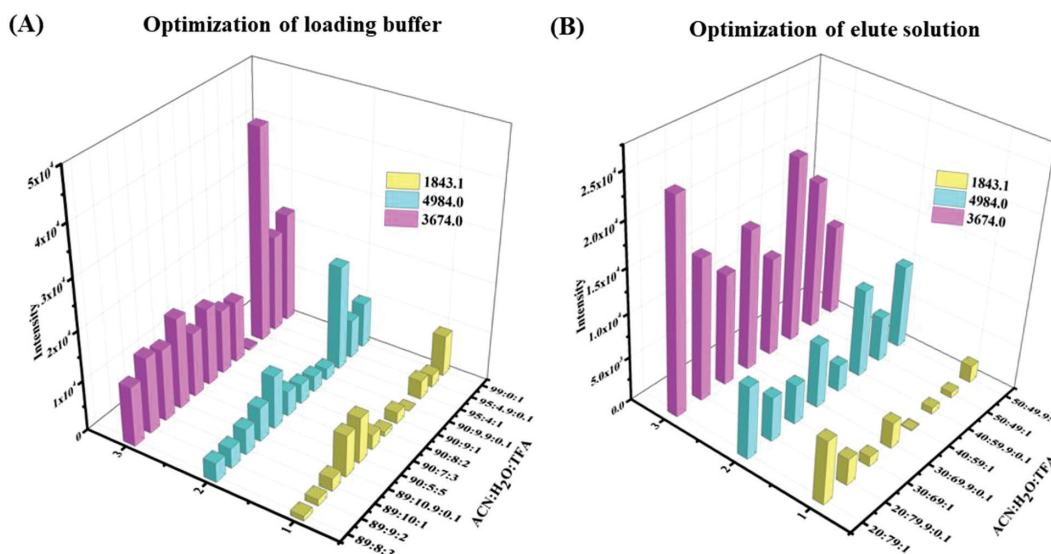 (A)
Optimization of loading buffer
1843.1
4984.0
3674.0
5x10⁴
4x10⁴
3x10⁴
2x10⁴
1x10⁴
0
Intensity
3
2
1
99:0:1
95:4.9:0.1
95:4:1
90:9.9:0.1
90:9:1
90:8:2
90:7:3
90:5:5
89:10.9:0.1
89:10:1
89:9:2
89:8:3
ACN:H₂O:TFA
(B)
Optimization of elute solution
1843.1
4984.0
3674.0
2.5x10⁴
2.0x10⁴
1.5x10⁴
1.0x10⁴
5.0x10³
0.0
Intensity
3
2
1
50:49.9:
50:49:1
40:59.9:0.1
40:59:1
30:69.9:0.1
30:69:1
20:79.9:0.1
20:79:1
ACN:H₂O:TFA